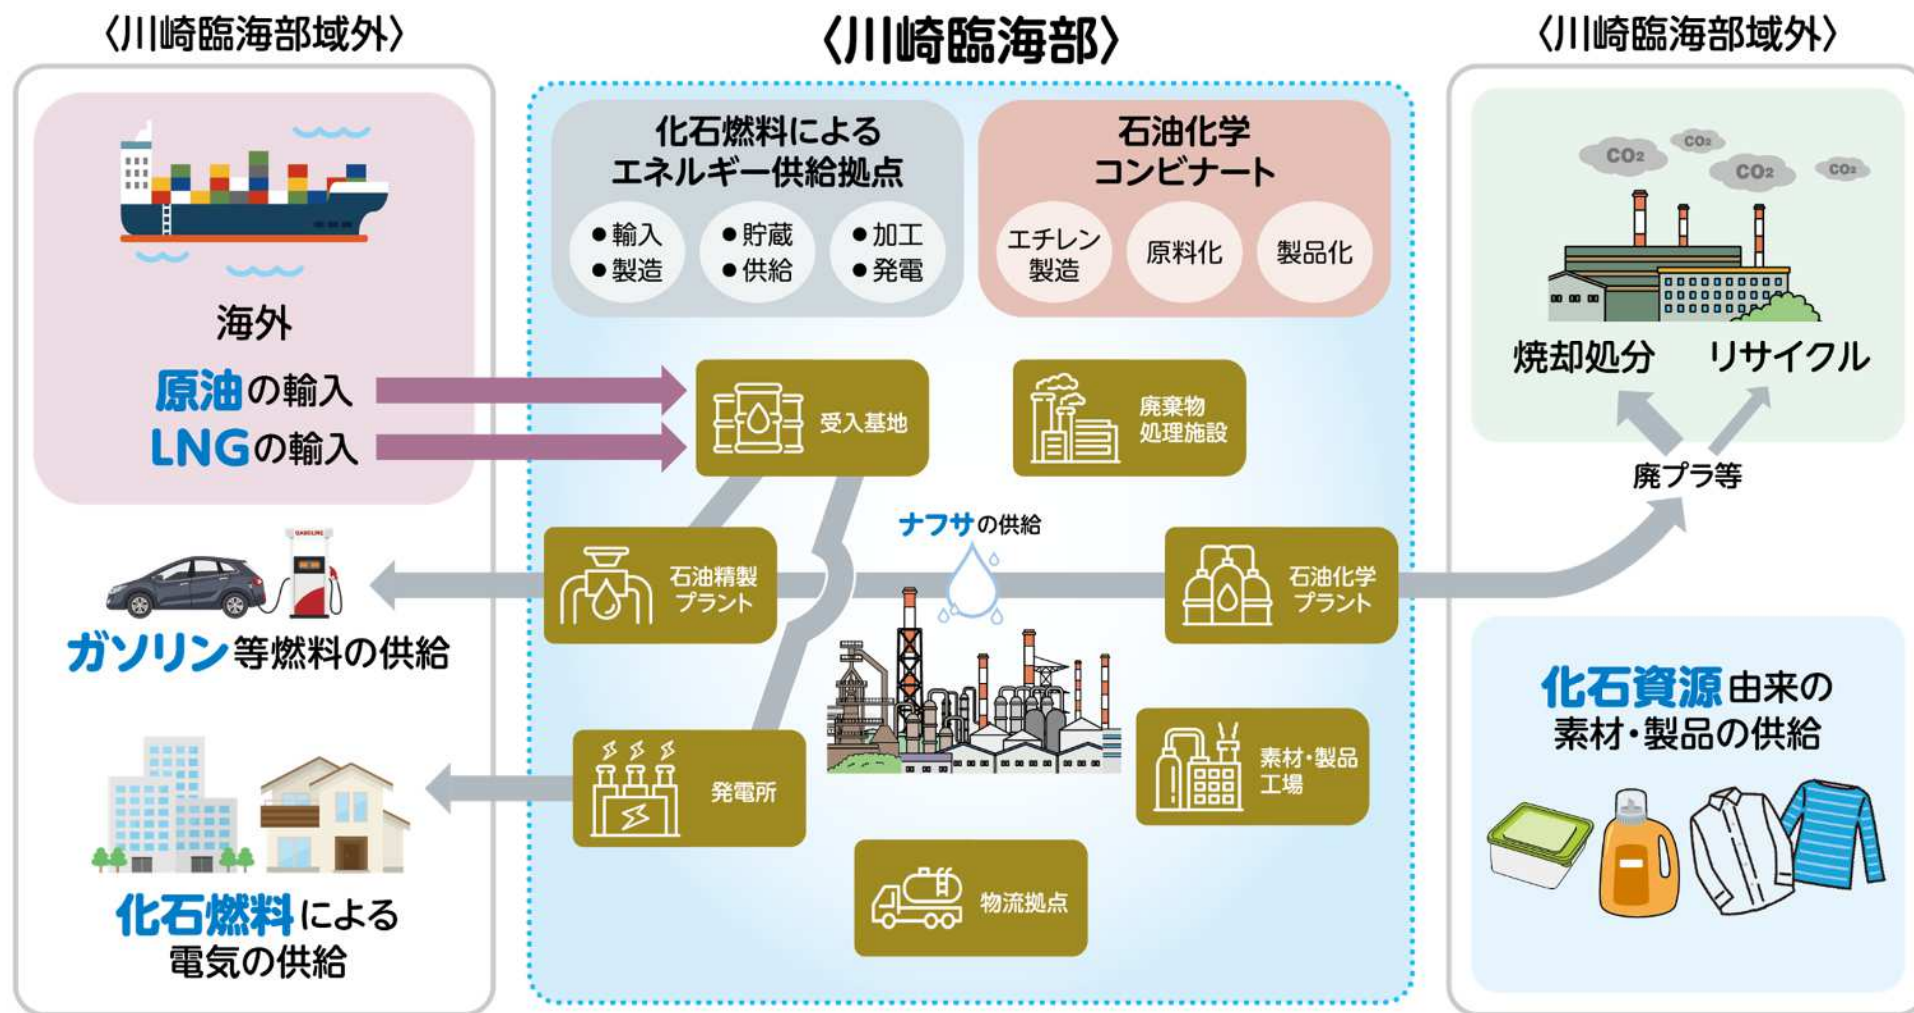 〈川崎臨海部域外〉
海外
原油の輸入
LNGの輸入
GASOLINE
ガソリン等燃料の供給
化石燃料による
電気の供給
〈川崎臨海部〉
化石燃料による
エネルギー供給拠点
●輸入
●製造
●貯蔵
●供給
●加工
●発電
石油化学
コンビナート
エチレン
製造
原料化
製品化
受入基地
廃棄物
処理施設
ナフサの供給
石油精製
プラント
石油化学
プラント
発電所
素材・製品
工場
物流拠点
〈川崎臨海部域外〉
CO₂
CO₂
CO₂
CO₂
焼却処分
リサイクル
廃プラ等
化石資源由来の
素材・製品の供給